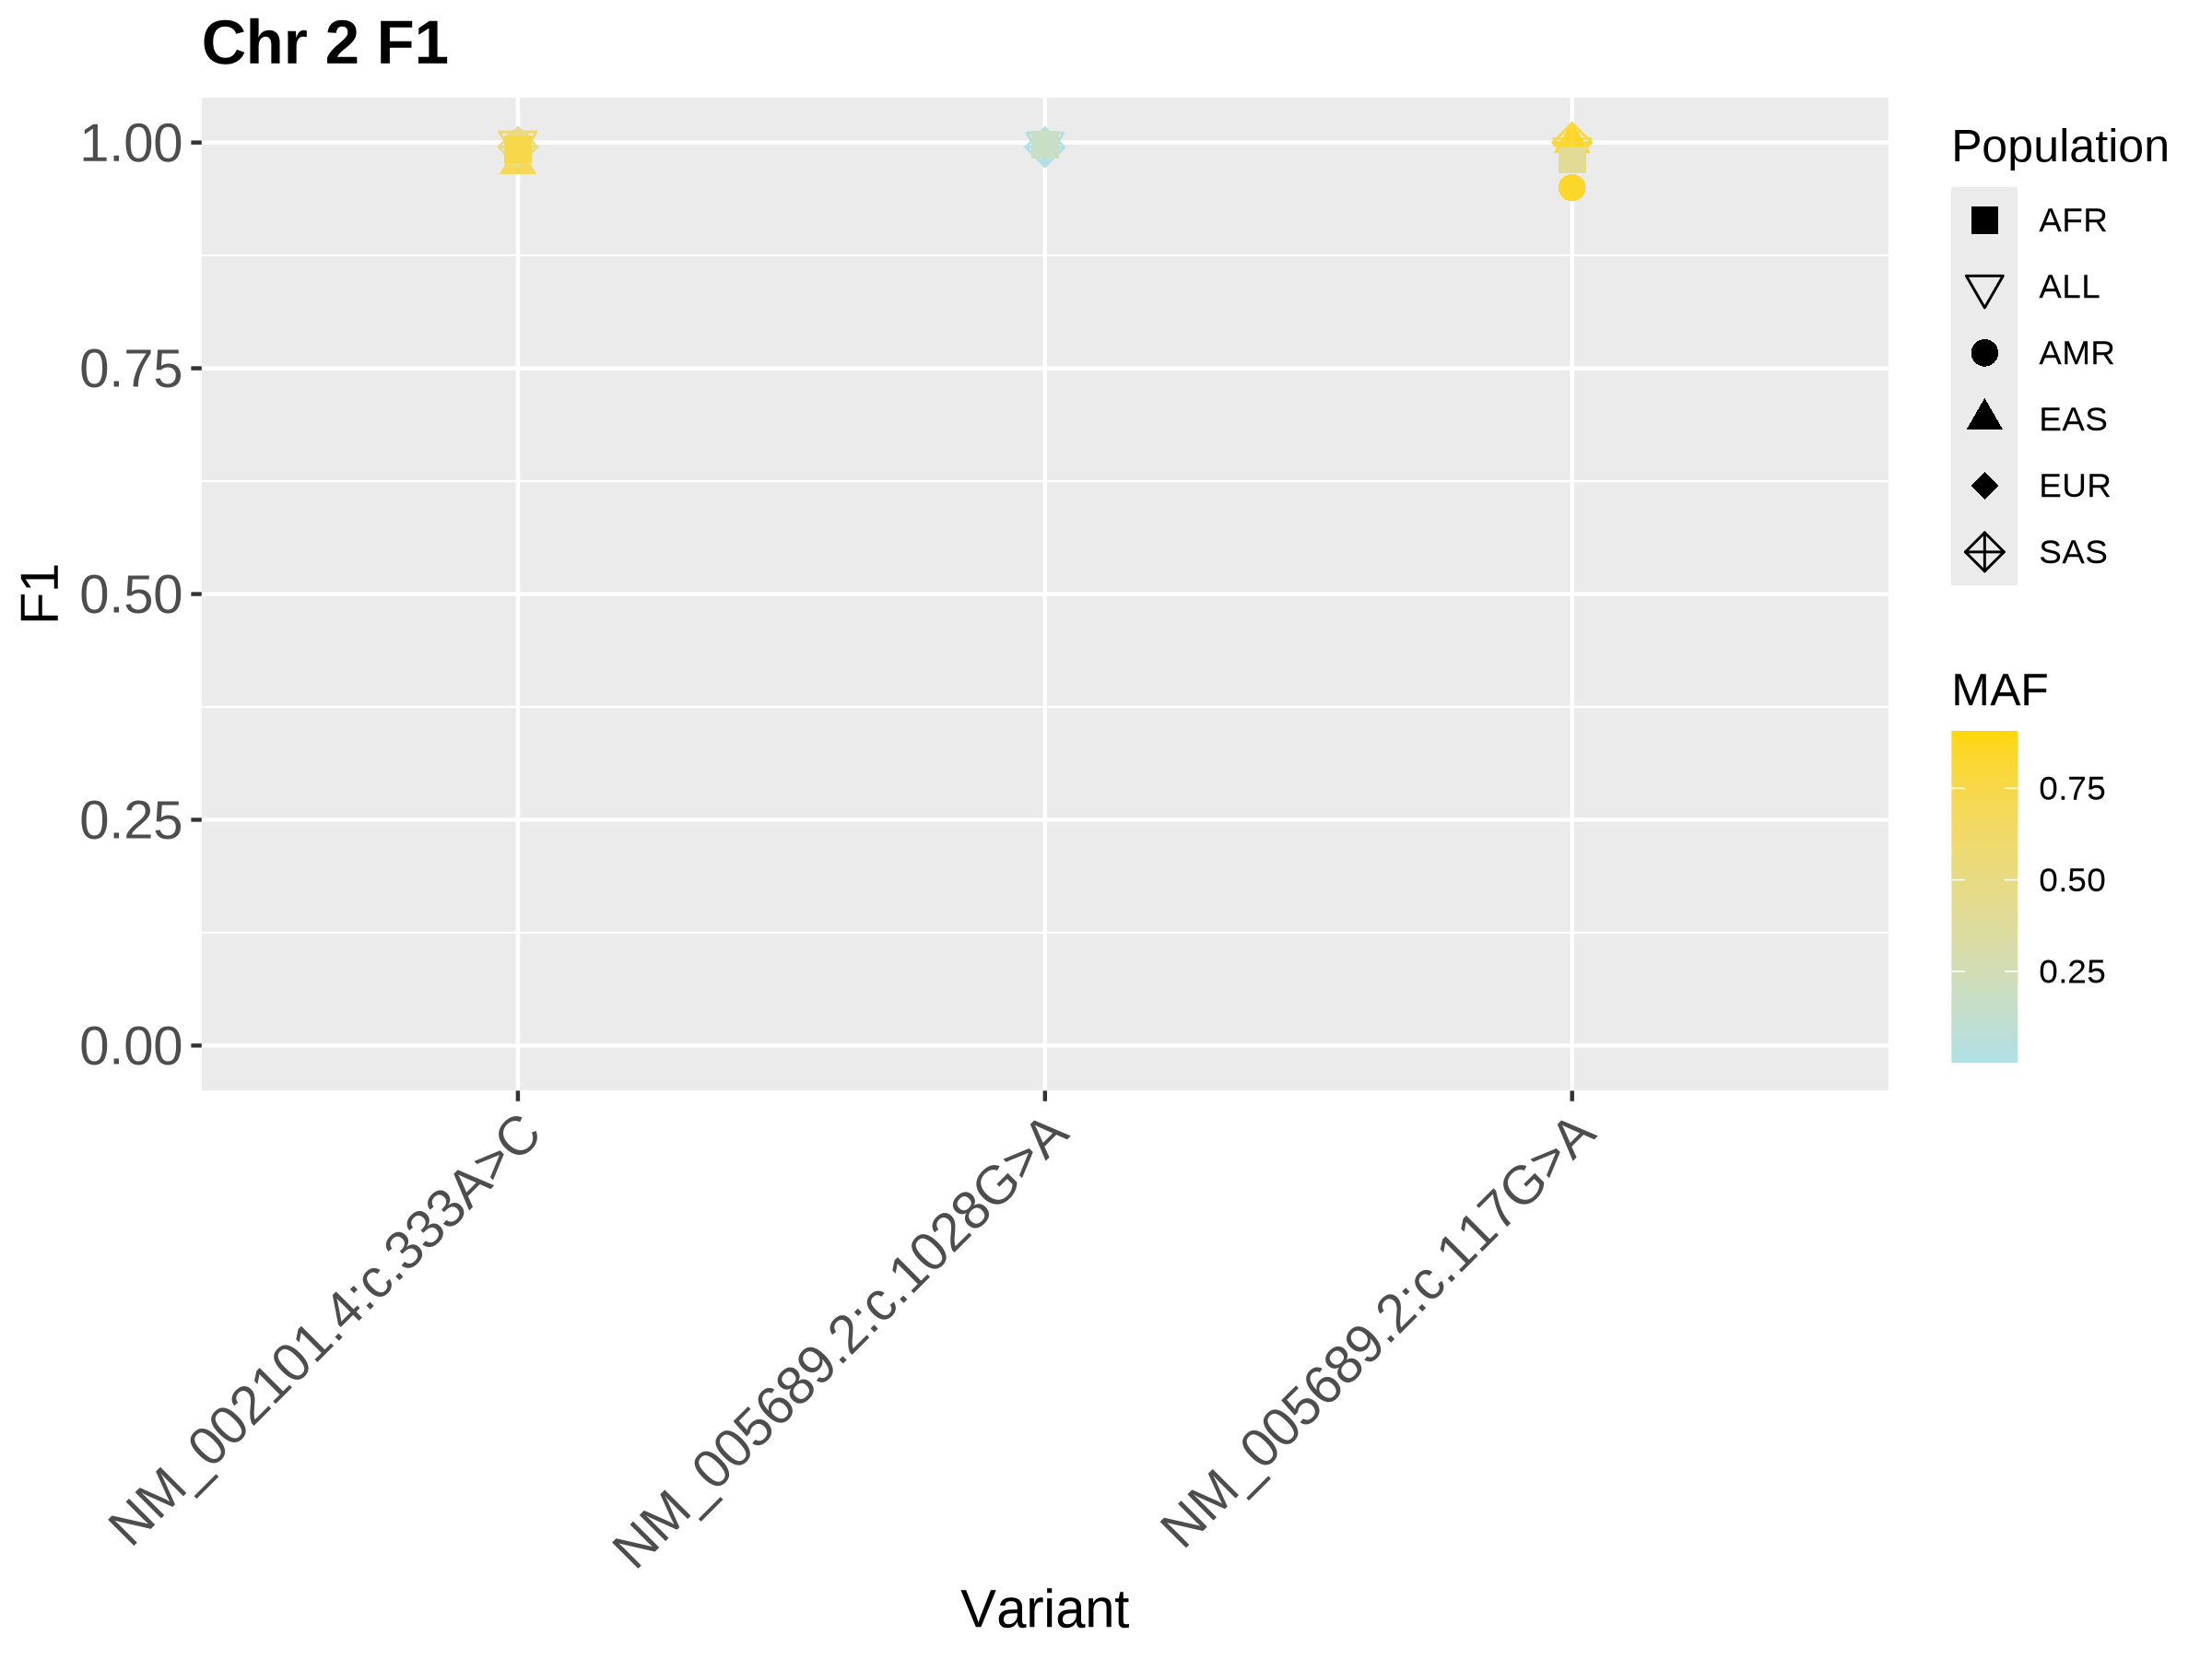 Chr 2 F1
F1
1.00
0.75
0.50
0.25
0.00
NM_002101.4:c.333A>C
NM_005689.2:c.1028G>A
NM_005689.2:c.117G>A
Variant
Population
AFR
ALL
AMR
EAS
EUR
SAS
MAF
0.75
0.50
0.25